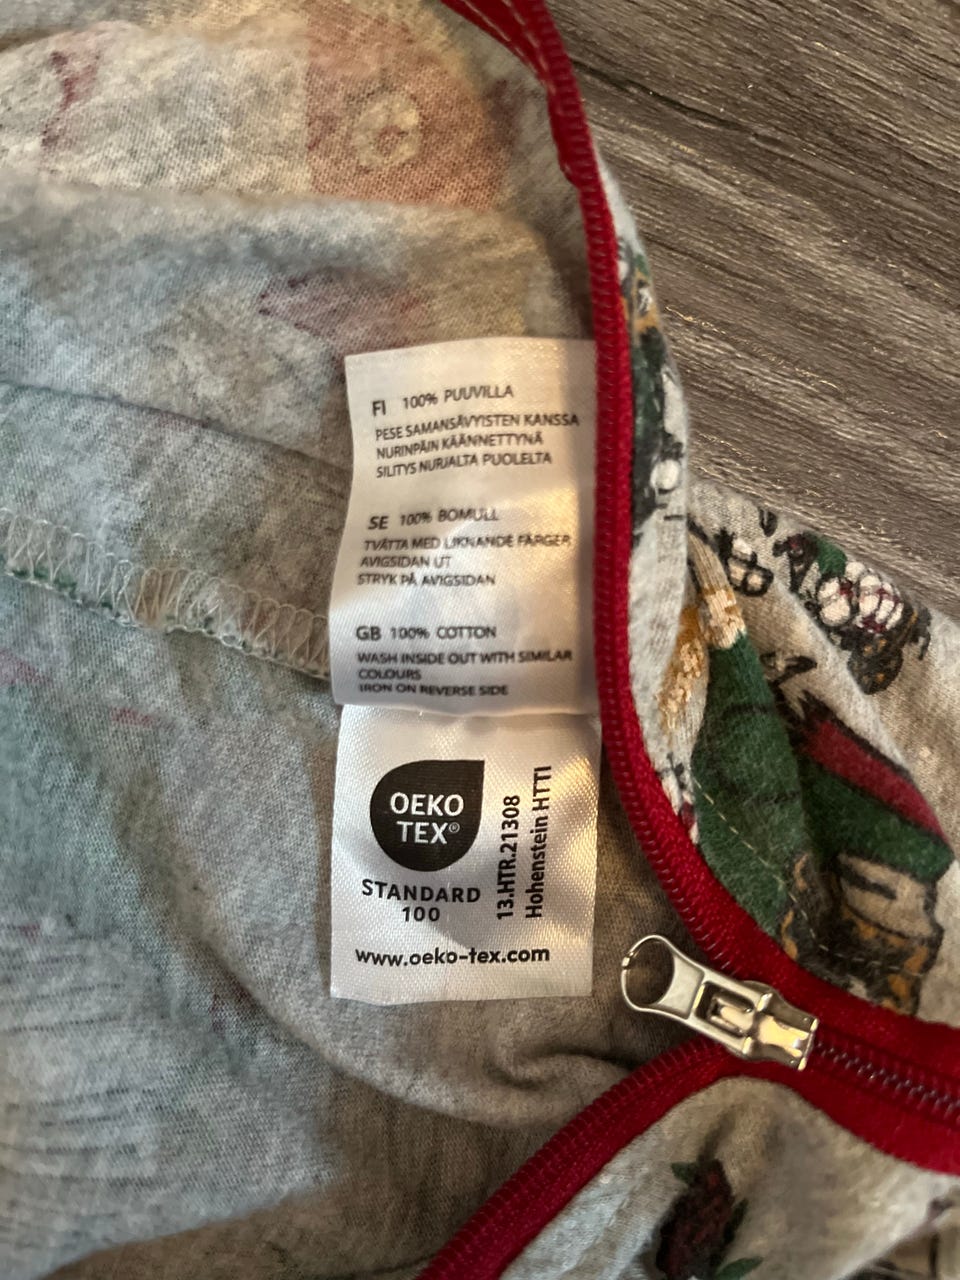 FI 100% PUUVILLA
PESE SAMANSÄVYISTEN KANSSA
NURINPÄIN KÄÄNNETTYNÄ
SILITYS NURJALTA PUOLELTA
SE 100% BOMULL
TVÄTTA MED LIKNANDE FÄRGER
AVIGSIDAN UT
STRYK PÅ AVIGSIDAN
GB 100% COTTON
WASH INSIDE OUT WITH SIMILAR
COLOURS
IRON ON REVERSE SIDE
OEKO
TEX®
STANDARD
100
13.HTR.21308
Hohenstein HTTI
www.oeko-tex.com